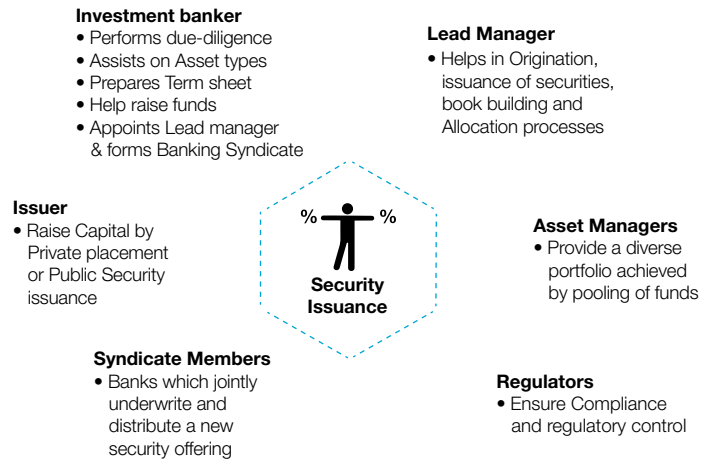 Investment banker
• Performs due-diligence
• Assists on Asset types
• Prepares Term sheet
• Help raise funds
• Appoints Lead manager
& forms Banking Syndicate
Lead Manager
• Helps in Origination,
issuance of securities,
book building and
Allocation processes
Issuer
• Raise Capital by
Private placement
or Public Security
issuance
% %
Security
Issuance
Asset Managers
• Provide a diverse
portfolio achieved
by pooling of funds
Syndicate Members
• Banks which jointly
underwrite and
distribute a new
security offering
Regulators
• Ensure Compliance
and regulatory control